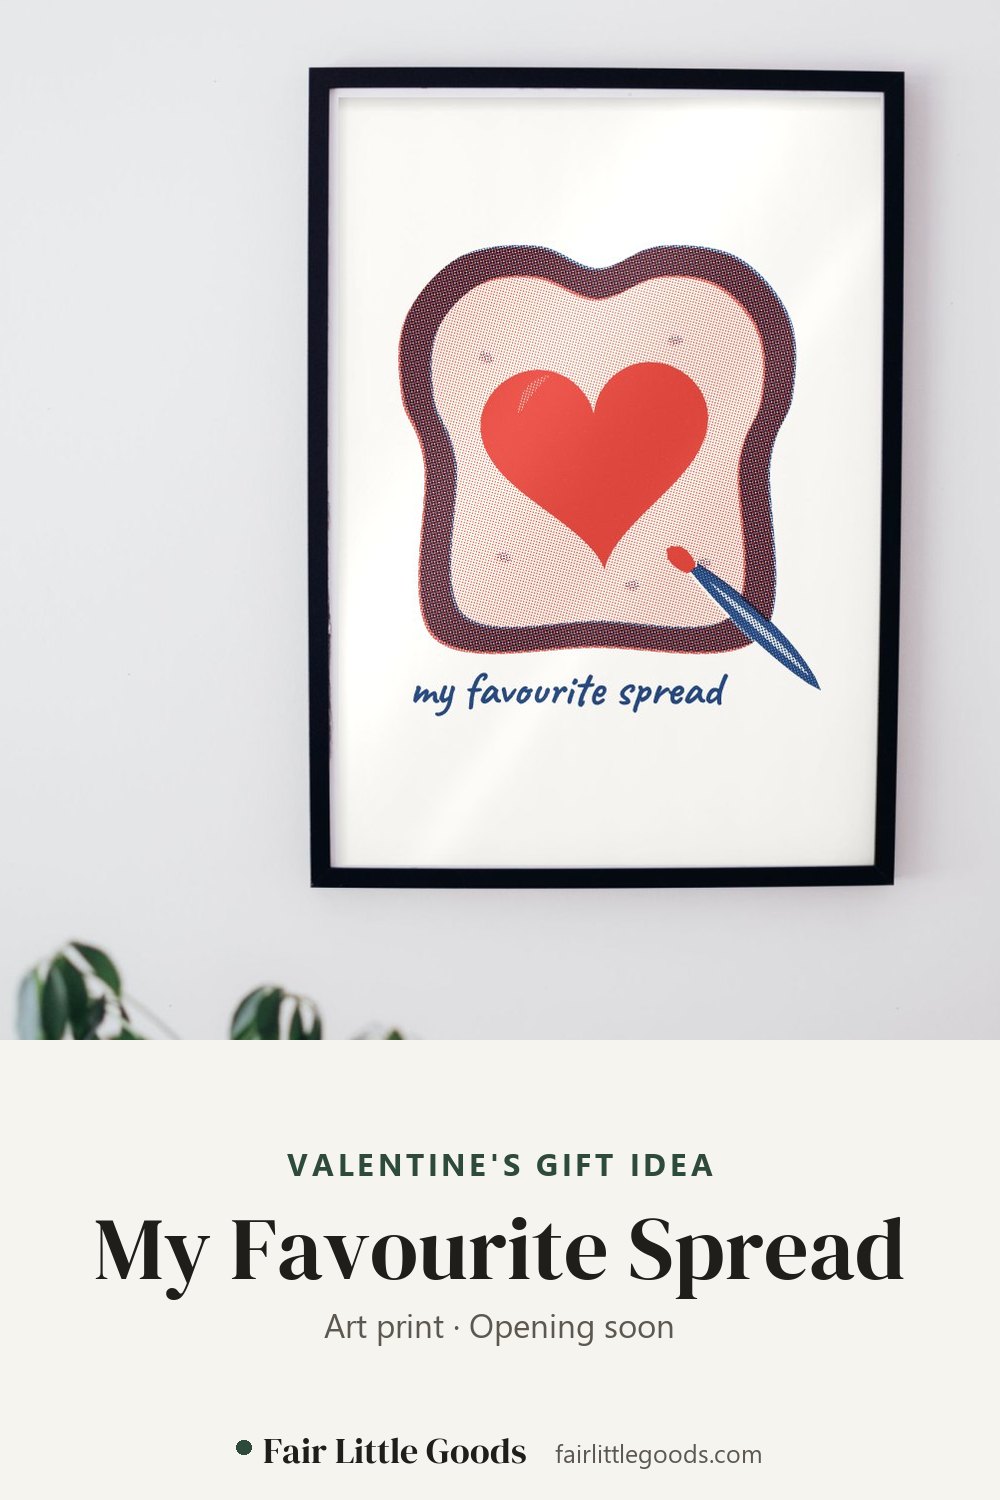 my favourite spread
VALENTINE'S GIFT IDEA
My Favourite Spread
Art print · Opening soon
Fair Little Goods fairlittlegoods.com